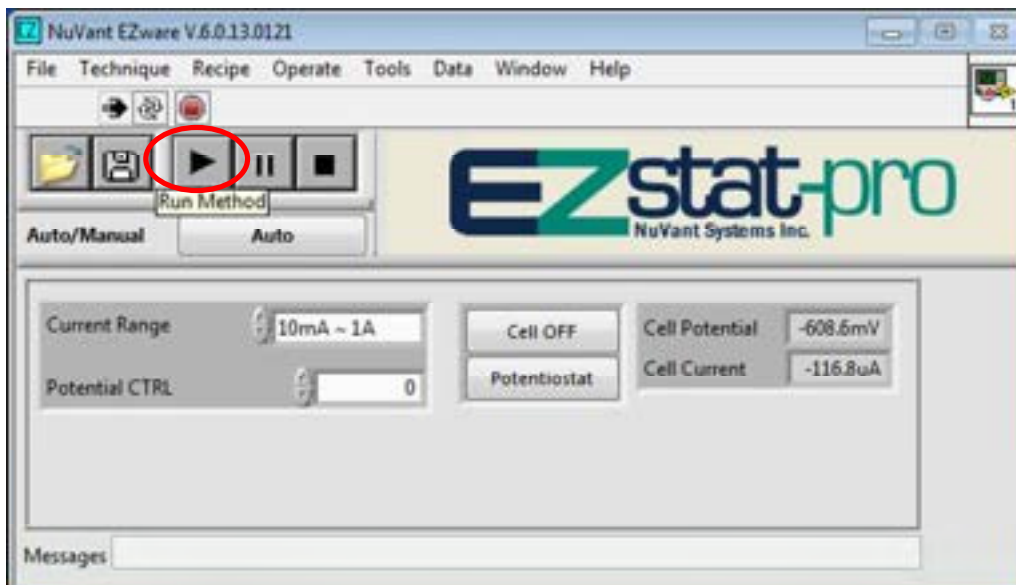 EZ NuVant EZware V.6.0.13.0121
File Technique Recipe Operate Tools Data Window Help
1
EZstat-pro
NuVant Systems Inc.
Run Method
Auto/Manual Auto
Current Range 10mA ~ 1A
Potential CTRL 0
Cell OFF
Potentiostat
Cell Potential -608.6mV
Cell Current -116.8uA
Messages